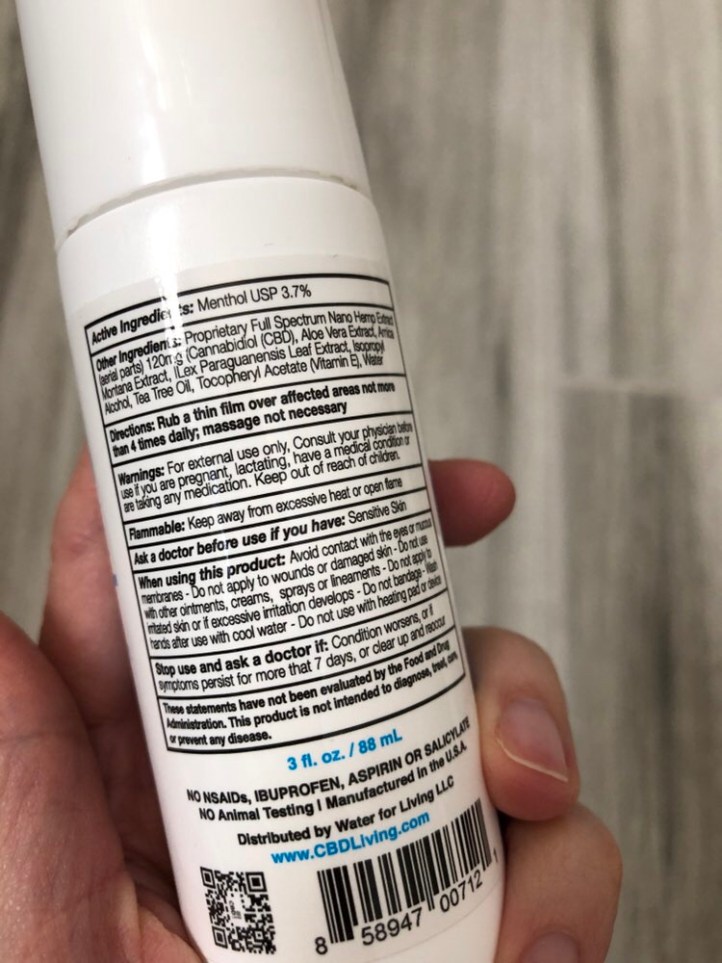 Active Ingredients: Menthol USP 3.7%
Other Ingredients: Proprietary Full Spectrum Nano Hemp Extract
(aerial parts) 120mg (Cannabidiol (CBD), Aloe Vera Extract, Arnica
Montana Extract, ILex Paraguanensis Leaf Extract, Isopropyl
Alcohol, Tea Tree Oil, Tocopheryl Acetate (Vitamin E), Water
Directions: Rub a thin film over affected areas not more
than 4 times daily; massage not necessary
Warnings: For external use only, Consult your physician before
use if you are pregnant, lactating, have a medical condition or
are taking any medication. Keep out of reach of children.
Flammable: Keep away from excessive heat or open flame
Ask a doctor before use if you have: Sensitive Skin
When using this product: Avoid contact with the eyes or mucous
membranes - Do not apply to wounds or damaged skin - Do not use
with other ointments, creams, sprays or lineaments - Do not apply to
irritated skin or if excessive irritation develops - Do not bandage - Wash
hands after use with cool water - Do not use with heating pad or device
Stop use and ask a doctor if: Condition worsens, or if
symptoms persist for more that 7 days, or clear up and reoccur
These statements have not been evaluated by the Food and Drug
Administration. This product is not intended to diagnose, treat, cure,
or prevent any disease.
3 fl. oz. / 88 mL
NO NSAIDs, IBUPROFEN, ASPIRIN OR SALICYLATE
NO Animal Testing | Manufactured in the U.S.A.
Distributed by Water for Living LLC
www.CBDLiving.com
8 58947 00712 1